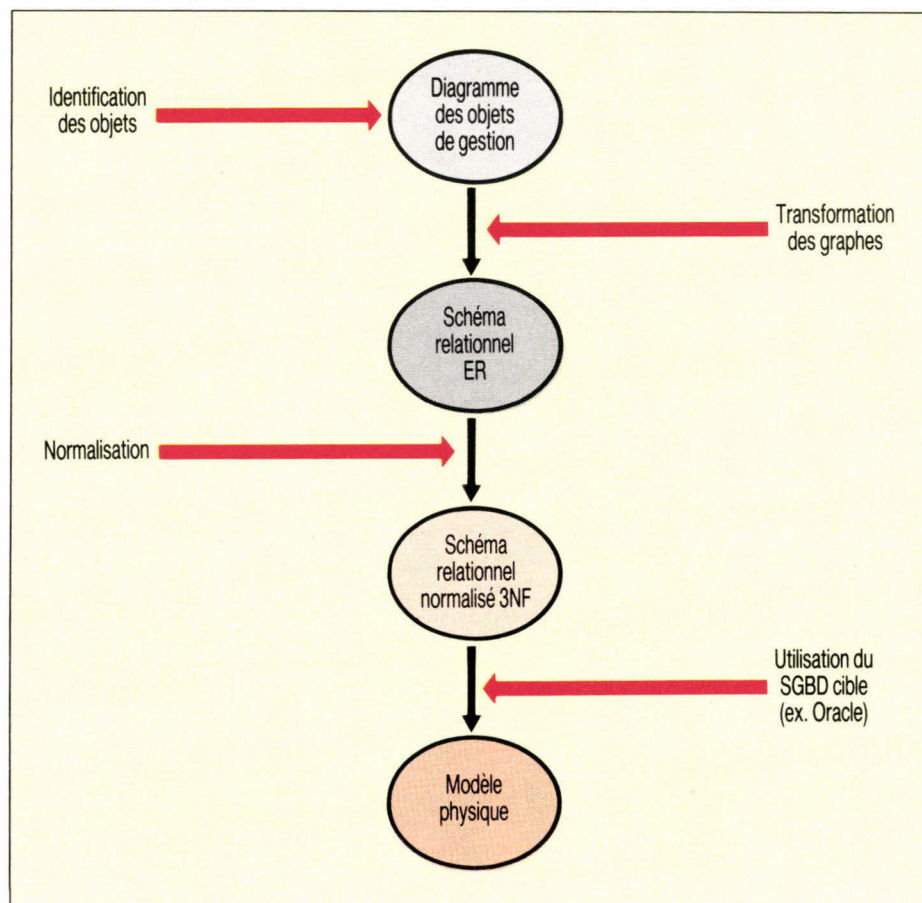 Identification
des objets
Diagramme
des objets
de gestion
Transformation
des graphes
Schéma
relationnel
ER
Normalisation
Schéma
relationnel
normalisé 3NF
Utilisation du
SGBD cible
(ex. Oracle)
Modèle
physique